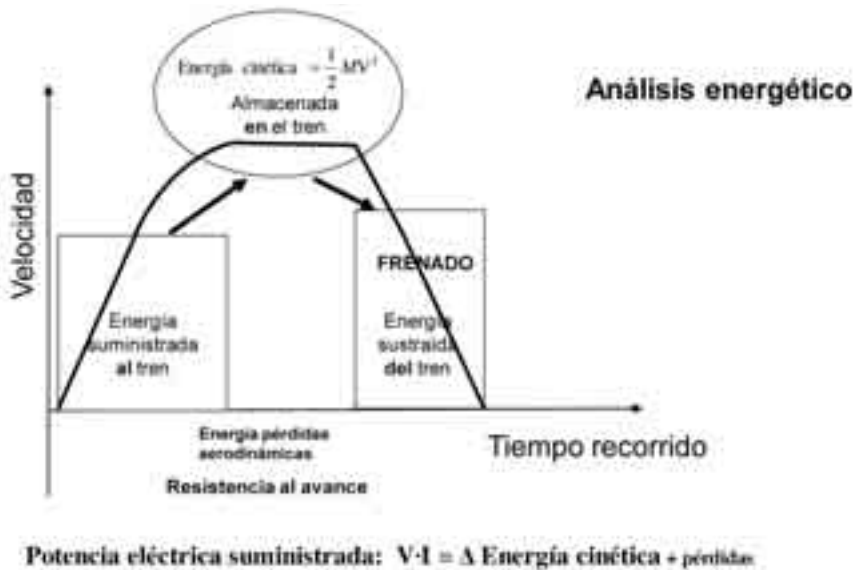 Energía cinética = 1/2 MV²
Almacenada
en el tren
Análisis energético
Velocidad
FRENADO
Energía
suministrada
al tren
Energía
sustraida
del tren
Energía pérdidas
aerodinámicas
Tiempo recorrido
Resistencia al avance
Potencia eléctrica suministrada: V·I = Δ Energía cinética + pérdidas